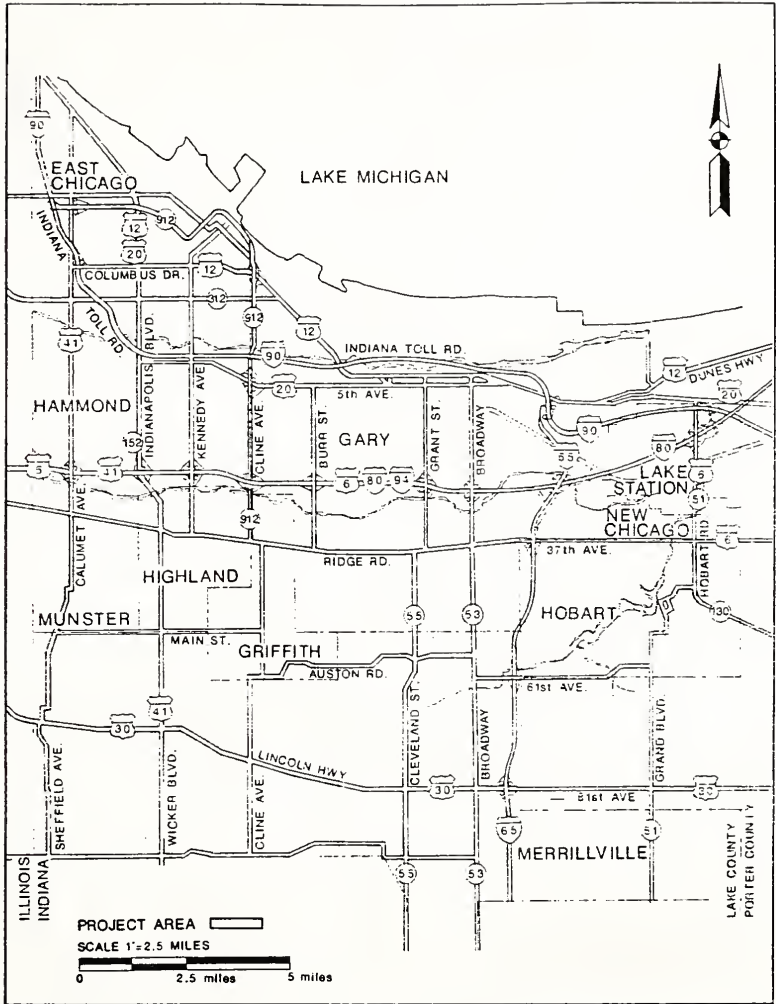 90
EAST
CHICAGO
LAKE MICHIGAN
INDIANA
TOLL RD.
912
12
20
COLUMBUS DR.
12
312
912
12
41
INDIANAPOLIS BLVD.
KENNEDY AVE.
CLINE AVE.
INDIANA TOLL RD.
90
20
5th AVE.
12
DUNES HWY
20
HAMMOND
152
BURR ST.
GARY
GRANT ST.
BROADWAY
90
80
65
6
41
6
80
94
LAKE
STATION
6
51
NEW
CHICAGO
912
CALUMET AVE.
RIDGE RD.
37th AVE.
6
HOBART RD.
HIGHLAND
MUNSTER
MAIN ST.
GRIFFITH
AUSTON RD.
55
53
HOBART
130
61st AVE.
41
30
LINCOLN HWY
CLEVELAND ST.
BROADWAY
GRAND BLVD.
SHEFFIELD AVE.
WICKER BLVD.
CLINE AVE.
30
81st AVE
30
65
51
MERRILLVILLE
55
53
ILLINOIS
INDIANA
LAKE COUNTY
PORTER COUNTY
PROJECT AREA
SCALE 1"=2.5 MILES
0 2.5 miles 5 miles